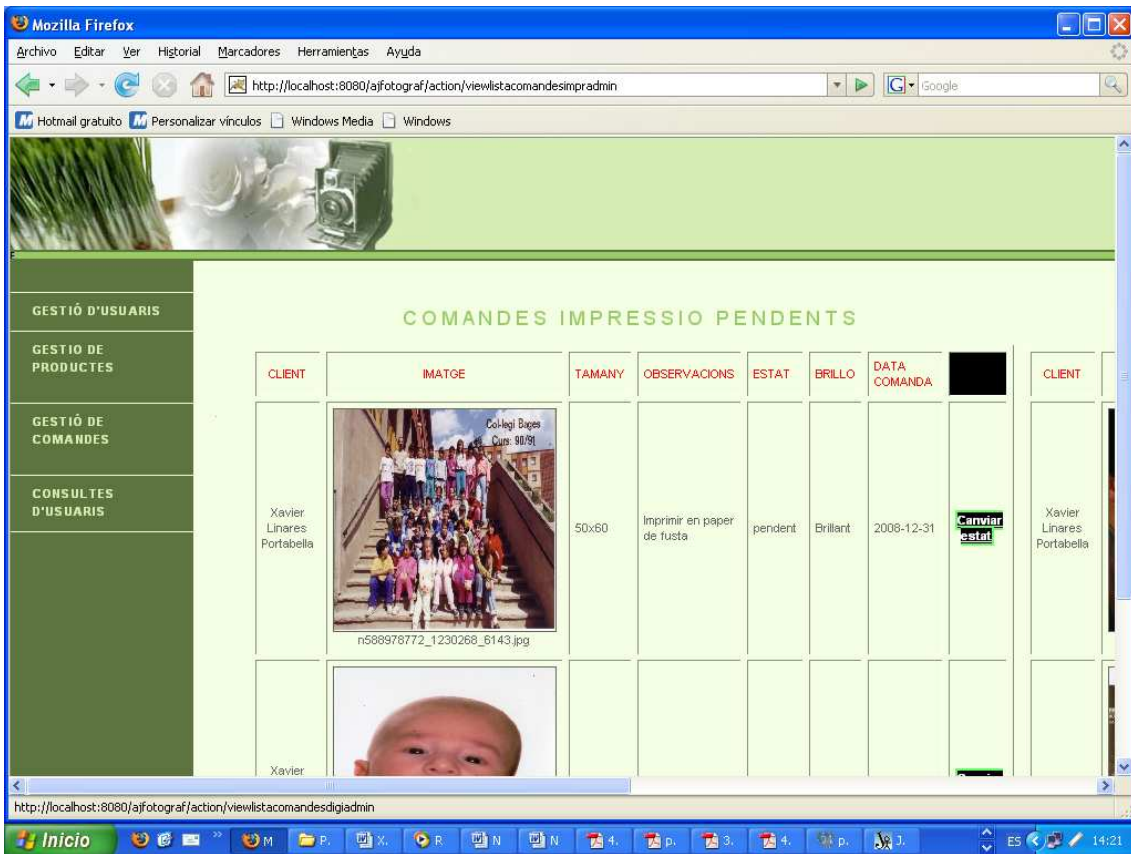 Mozilla Firefox
Archivo Editar Ver Historial Marcadores Herramientas Ayuda
http://localhost:8080/ajfotograf/action/viewlistacomandesimpradmin
G Google
Hotmail gratuito Personalizar vínculos Windows Media Windows
GESTIÓ D'USUARIS
GESTIO DE
PRODUCTES
GESTIÓ DE
COMANDES
CONSULTES
D'USUARIS
COMANDES IMPRESSIO PENDENTS
CLIENT IMATGE TAMANY OBSERVACIONS ESTAT BRILLO DATA COMANDA CLIENT
Col·legi Bages
Curs: 90/91
Xavier Linares Portabella
50x60
Imprimir en paper de fusta
pendent
Brillant
2008-12-31
Canviar estat
Xavier Linares Portabella
n588978772_1230268_6143.jpg
Xavier
http://localhost:8080/ajfotograf/action/viewlistacomandesdigiadmin
Inicio M P. X. R N N 4. p. 3. 4. p. J. ES 14:21